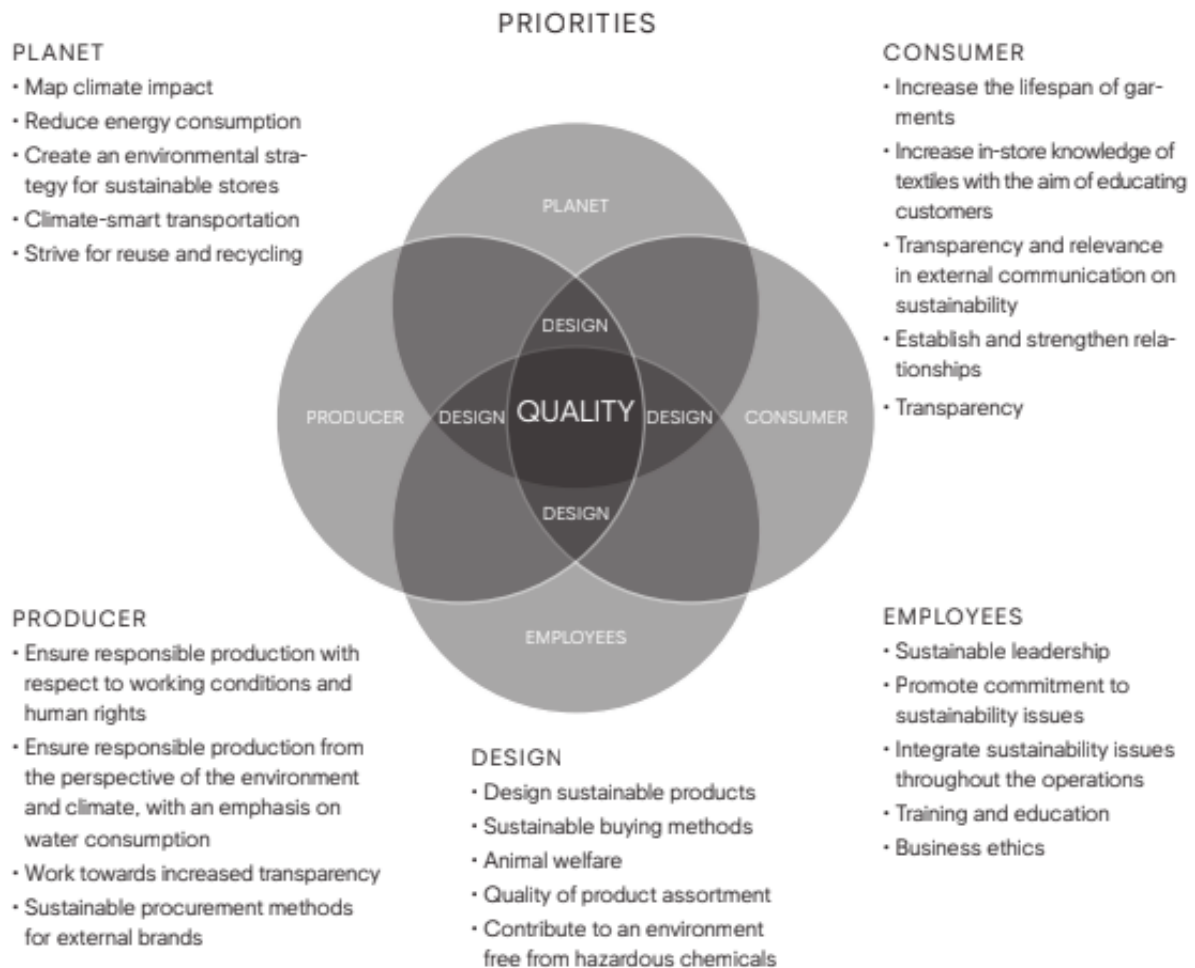 PRIORITIES
PLANET
• Map climate impact
• Reduce energy consumption
• Create an environmental stra-
tegy for sustainable stores
• Climate-smart transportation
• Strive for reuse and recycling
CONSUMER
• Increase the lifespan of gar-
ments
• Increase in-store knowledge of
textiles with the aim of educating
customers
• Transparency and relevance
in external communication on
sustainability
• Establish and strengthen rela-
tionships
• Transparency
PLANET
DESIGN
PRODUCER
DESIGN
QUALITY
DESIGN
CONSUMER
DESIGN
EMPLOYEES
PRODUCER
• Ensure responsible production with
respect to working conditions and
human rights
• Ensure responsible production from
the perspective of the environment
and climate, with an emphasis on
water consumption
• Work towards increased transparency
• Sustainable procurement methods
for external brands
DESIGN
• Design sustainable products
• Sustainable buying methods
• Animal welfare
• Quality of product assortment
• Contribute to an environment
free from hazardous chemicals
EMPLOYEES
• Sustainable leadership
• Promote commitment to
sustainability issues
• Integrate sustainability issues
throughout the operations
• Training and education
• Business ethics